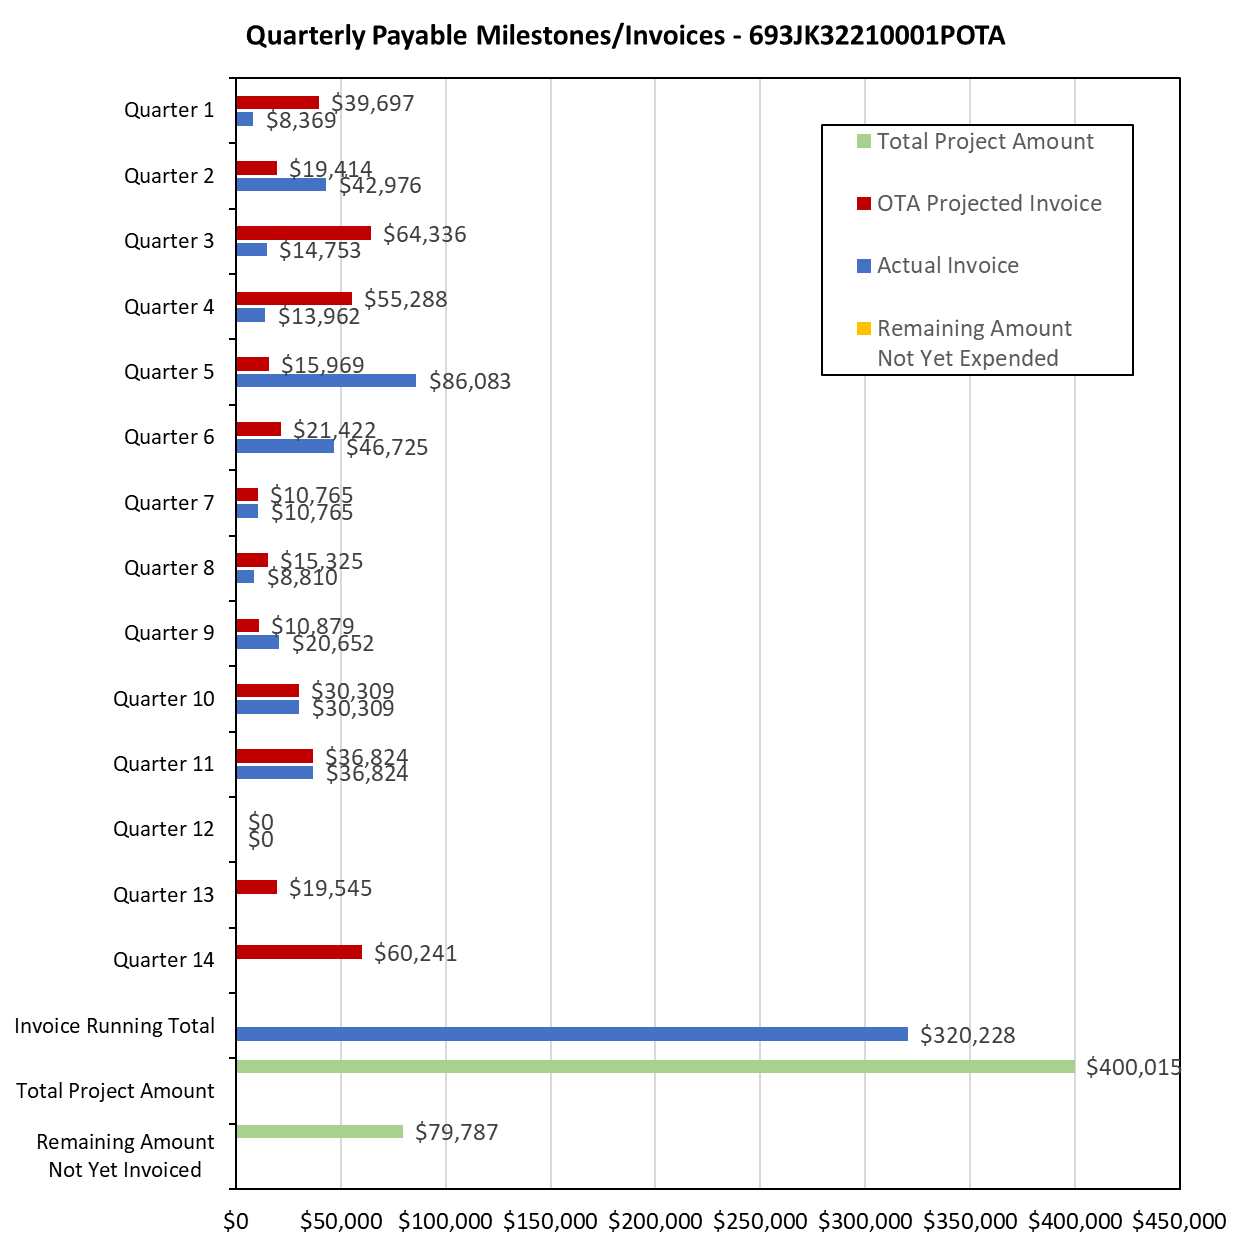 Quarterly Payable Milestones/Invoices - 693JK32210001POTA
Quarter 1
$39,697
$8,369
Quarter 2
$19,414
$42,976
Quarter 3
$64,336
$14,753
Quarter 4
$55,288
$13,962
Quarter 5
$15,969
$86,083
Quarter 6
$21,422
$46,725
Quarter 7
$10,765
$10,765
Quarter 8
$15,325
$8,810
Quarter 9
$10,879
$20,652
Quarter 10
$30,309
$30,309
Quarter 11
$36,824
$36,824
Quarter 12
$0
$0
Quarter 13
$19,545
Quarter 14
$60,241
Invoice Running Total
$320,228
Total Project Amount
$400,015
Remaining Amount
Not Yet Invoiced
$79,787
Total Project Amount
OTA Projected Invoice
Actual Invoice
Remaining Amount
Not Yet Expended
$0 $50,000 $100,000 $150,000 $200,000 $250,000 $300,000 $350,000 $400,000 $450,000